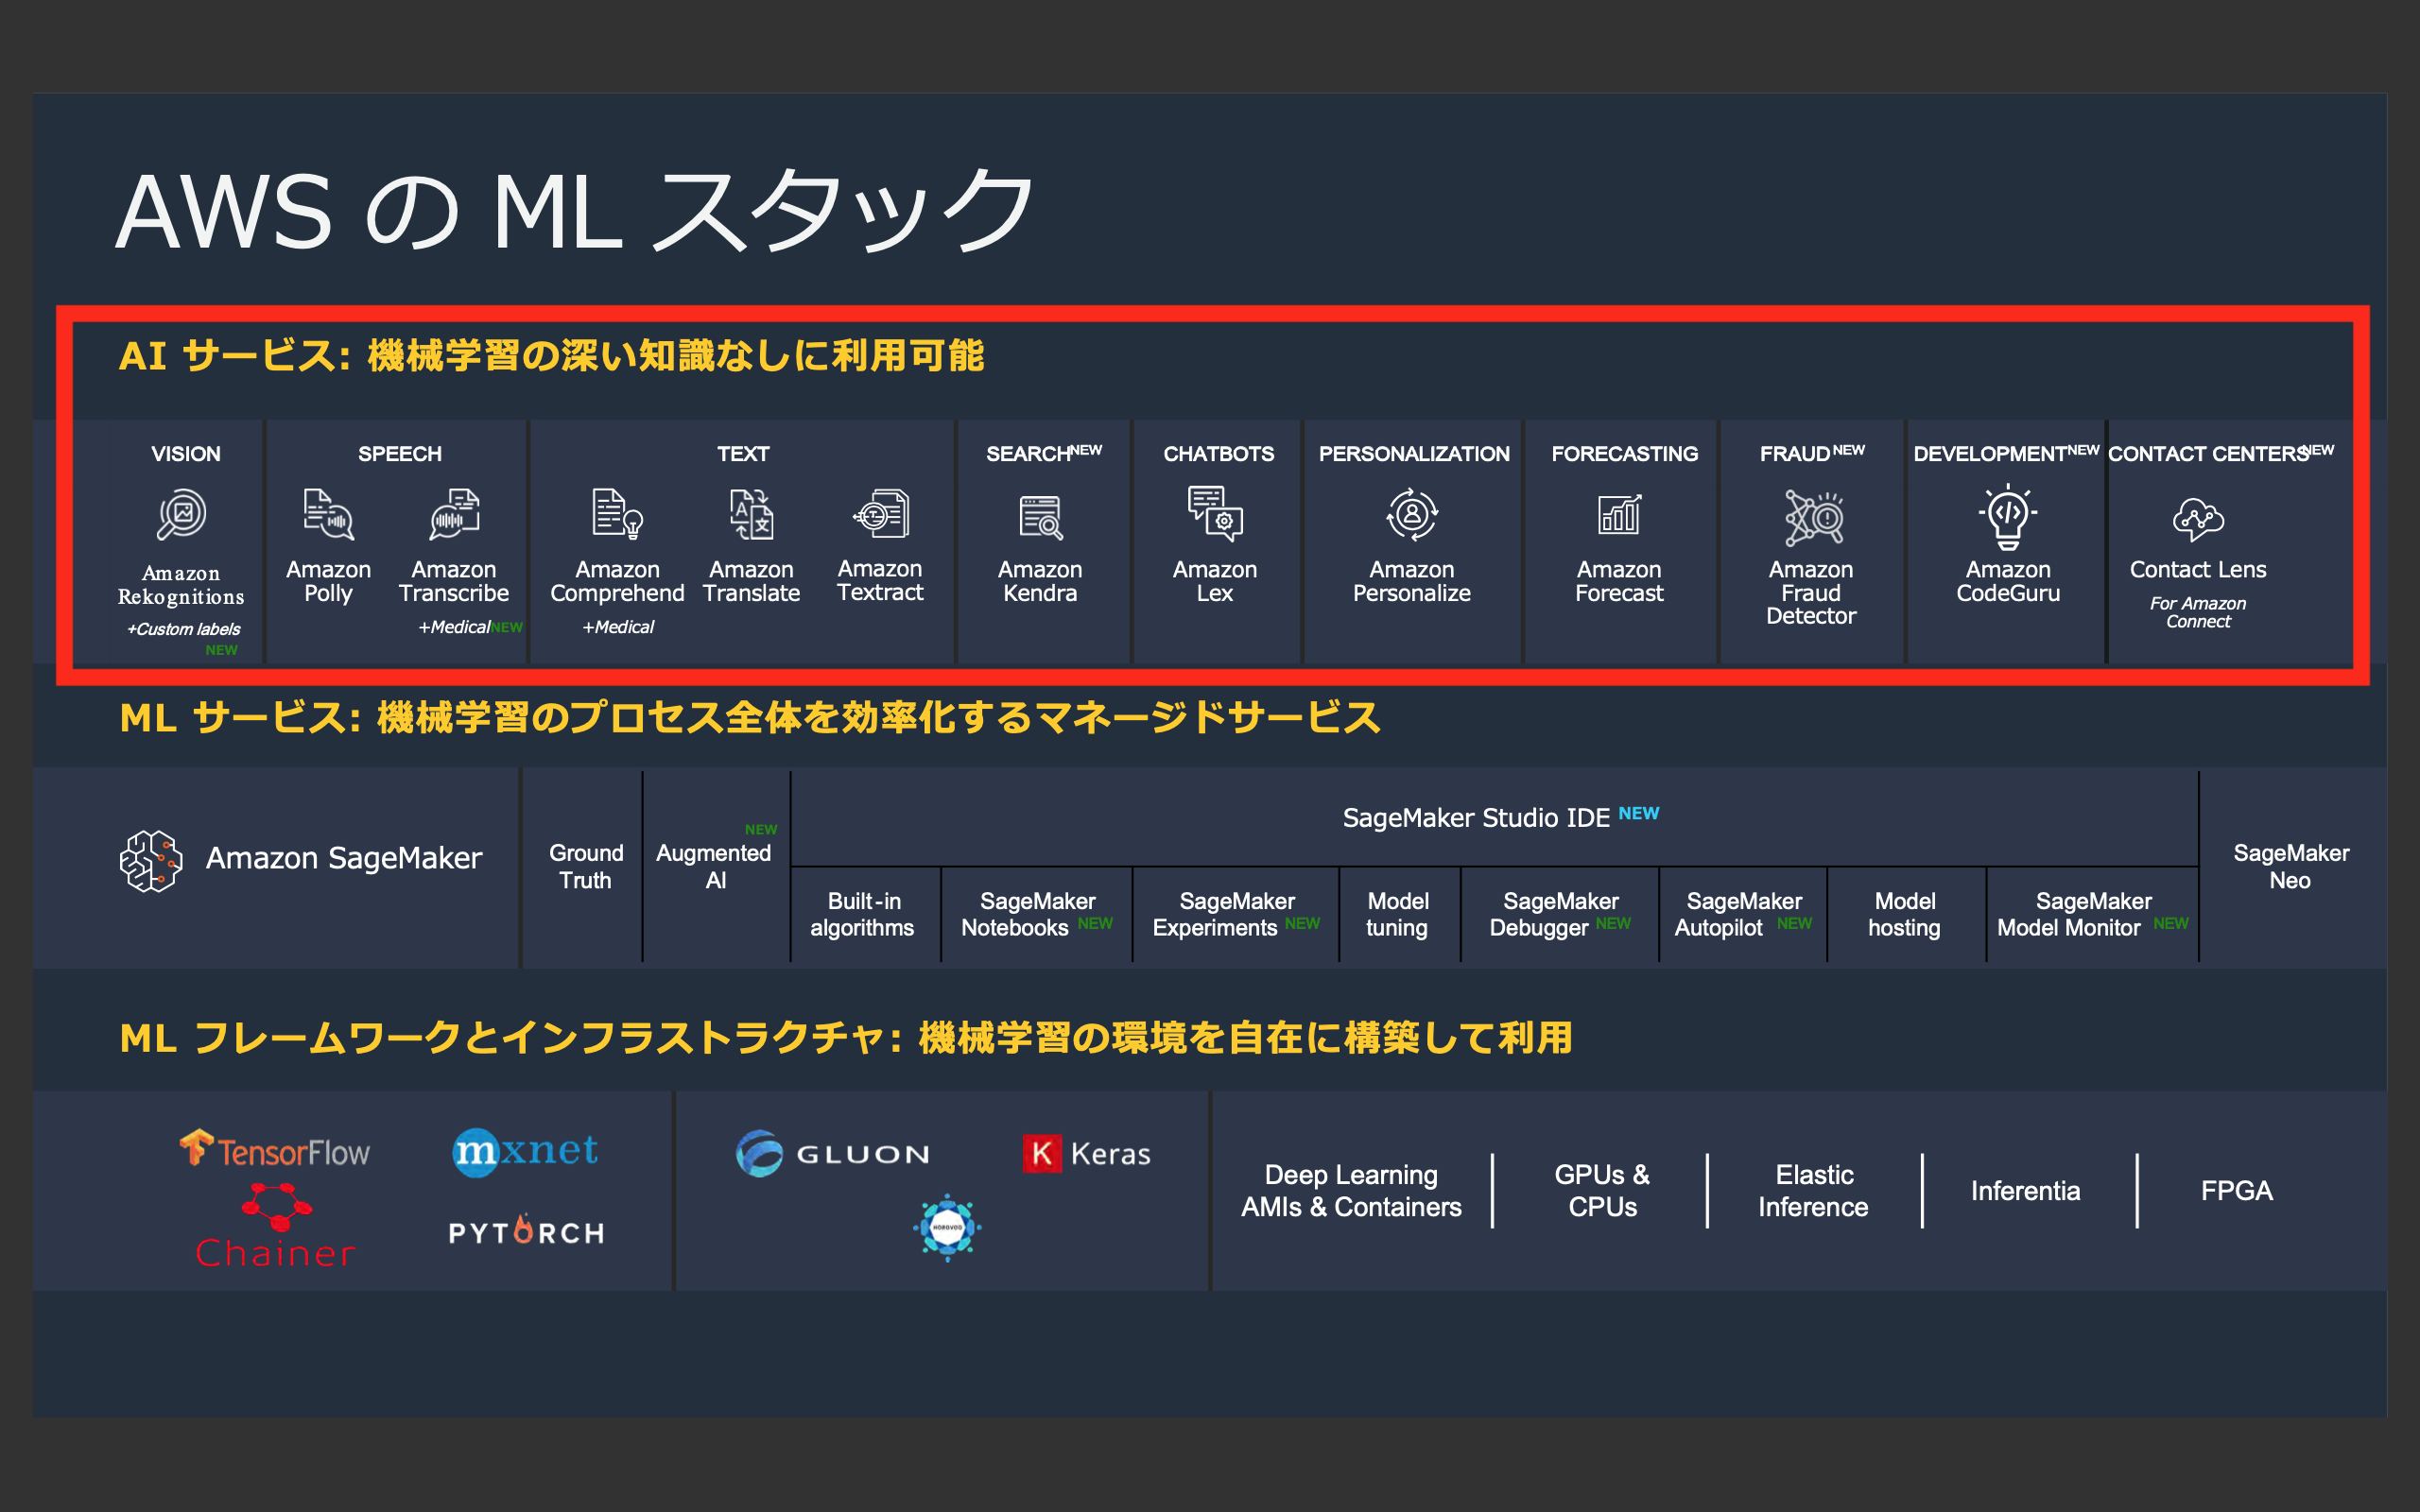 AWS の ML スタック
AI サービス: 機械学習の深い知識なしに利用可能
VISION
SPEECH
TEXT
SEARCH NEW
CHATBOTS
PERSONALIZATION
FORECASTING
FRAUD NEW
DEVELOPMENT NEW
CONTACT CENTERS NEW
Amazon
Rekognitions
+Custom labels
NEW
Amazon
Polly
Amazon
Transcribe
+Medical NEW
Amazon
Comprehend
+Medical
Amazon
Translate
Amazon
Textract
Amazon
Kendra
Amazon
Lex
Amazon
Personalize
Amazon
Forecast
Amazon
Fraud
Detector
Amazon
CodeGuru
Contact Lens
For Amazon
Connect
ML サービス: 機械学習のプロセス全体を効率化するマネージドサービス
Amazon SageMaker
Ground
Truth
NEW
Augmented
AI
SageMaker Studio IDE NEW
Built-in
algorithms
SageMaker
Notebooks NEW
SageMaker
Experiments NEW
Model
tuning
SageMaker
Debugger NEW
SageMaker
Autopilot NEW
Model
hosting
SageMaker
Model Monitor NEW
SageMaker
Neo
ML フレームワークとインフラストラクチャ: 機械学習の環境を自在に構築して利用
TensorFlow
mxnet
Chainer
PYTORCH
GLUON
K Keras
HOROVOD
Deep Learning
AMIs & Containers
GPUs &
CPUs
Elastic
Inference
Inferentia
FPGA